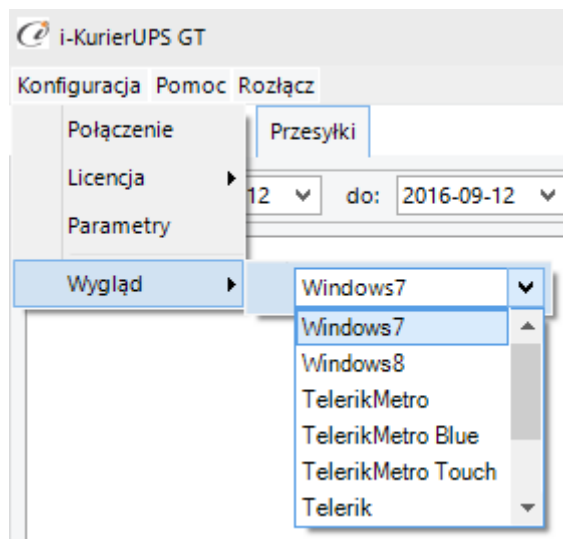 i-KurierUPS GT
Konfiguracja Pomoc Rozłącz
Połączenie
Przesyłki
Licencja
12 do: 2016-09-12
Parametry
Wygląd
Windows7
Windows7
Windows8
TelerikMetro
TelerikMetro Blue
TelerikMetro Touch
Telerik